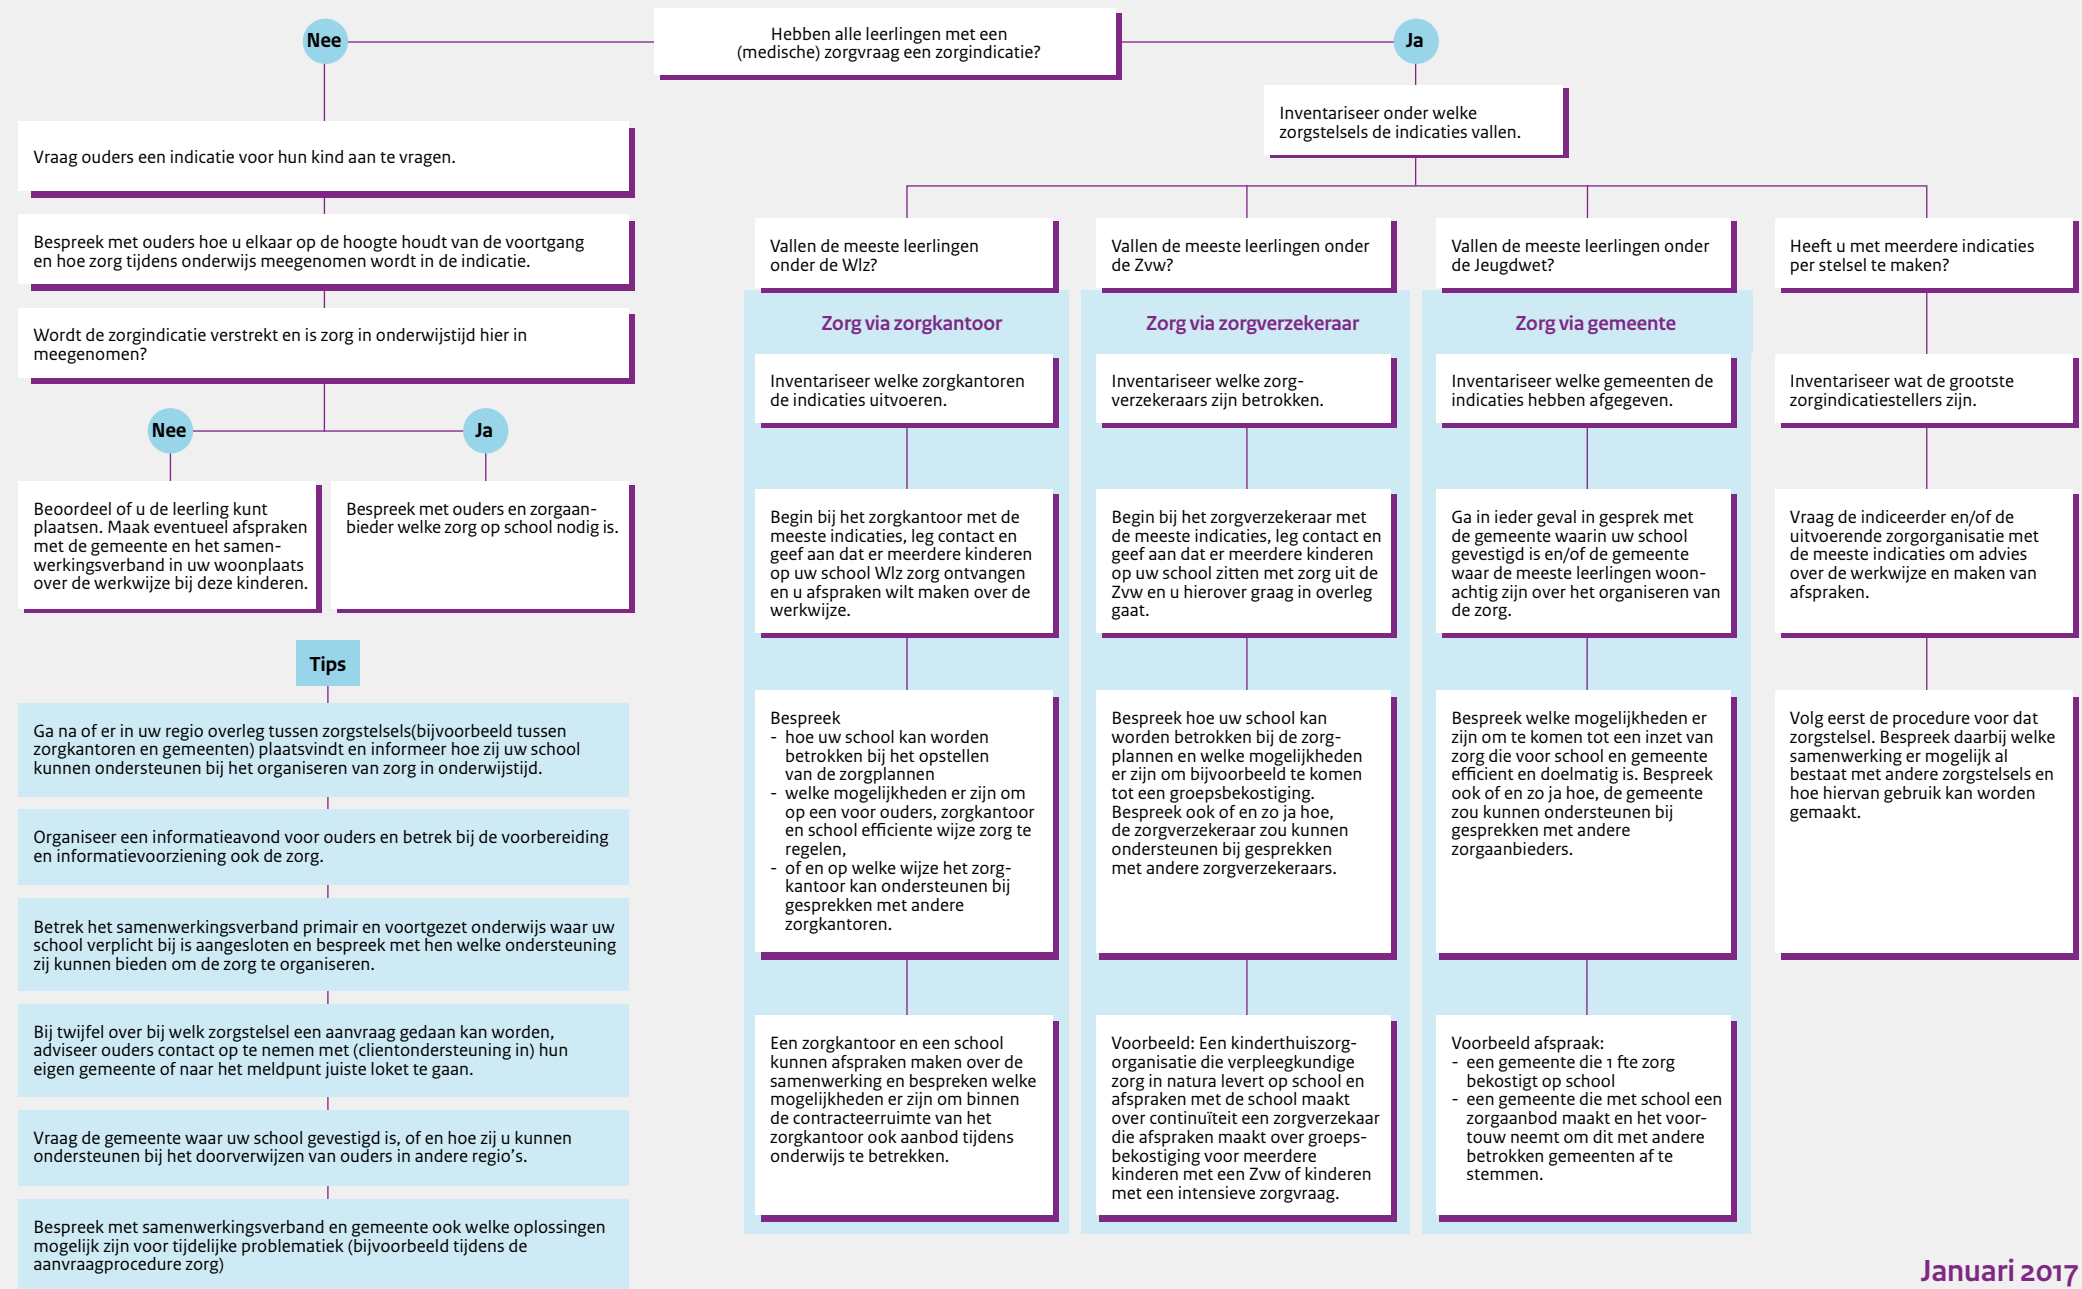 Hebben alle leerlingen met een
(medische) zorgvraag een zorgindicatie?
Nee
Vraag ouders een indicatie voor hun kind aan te vragen.
Bespreek met ouders hoe u elkaar op de hoogte houdt van de voortgang
en hoe zorg tijdens onderwijs meegenomen wordt in de indicatie.
Wordt de zorgindicatie verstrekt en is zorg in onderwijstijd hier in
meegenomen?
Nee
Beoordeel of u de leerling kunt
plaatsen. Maak eventueel afspraken
met de gemeente en het samen-
werkingsverband in uw woonplaats
over de werkwijze bij deze kinderen.
Ja
Bespreek met ouders en zorgaan-
bieder welke zorg op school nodig is.
Tips
Ga na of er in uw regio overleg tussen zorgstelsels(bijvoorbeeld tussen
zorgkantoren en gemeenten) plaatsvindt en informeer hoe zij uw school
kunnen ondersteunen bij het organiseren van zorg in onderwijstijd.
Organiseer een informatieavond voor ouders en betrek bij de voorbereiding
en informatievoorziening ook de zorg.
Betrek het samenwerkingsverband primair en voortgezet onderwijs waar uw
school verplicht bij is aangesloten en bespreek met hen welke ondersteuning
zij kunnen bieden om de zorg te organiseren.
Bij twijfel over bij welk zorgstelsel een aanvraag gedaan kan worden,
adviseer ouders contact op te nemen met (clientondersteuning in) hun
eigen gemeente of naar het meldpunt juiste loket te gaan.
Vraag de gemeente waar uw school gevestigd is, of en hoe zij u kunnen
ondersteunen bij het doorverwijzen van ouders in andere regio's.
Bespreek met samenwerkingsverband en gemeente ook welke oplossingen
mogelijk zijn voor tijdelijke problematiek (bijvoorbeeld tijdens de
aanvraagprocedure zorg)
Ja
Inventariseer onder welke
zorgstelsels de indicaties vallen.
Vallen de meeste leerlingen
onder de Wlz?
Zorg via zorgkantoor
Inventariseer welke zorgkantoren
de indicaties uitvoeren.
Begin bij het zorgkantoor met de
meeste indicaties, leg contact en
geef aan dat er meerdere kinderen
op uw school Wlz zorg ontvangen
en u afspraken wilt maken over de
werkwijze.
Bespreek
- hoe uw school kan worden
betrokken bij het opstellen
van de zorgplannen
- welke mogelijkheden er zijn om
op een voor ouders, zorgkantoor
en school efficiente wijze zorg te
regelen,
- of en op welke wijze het zorg-
kantoor kan ondersteunen bij
gesprekken met andere
zorgkantoren.
Een zorgkantoor en een school
kunnen afspraken maken over de
samenwerking en bespreken welke
mogelijkheden er zijn om binnen
de contracteerruimte van het
zorgkantoor ook aanbod tijdens
onderwijs te betrekken.
Vallen de meeste leerlingen onder
de Zvw?
Zorg via zorgverzekeraar
Inventariseer welke zorg-
verzekeraars zijn betrokken.
Begin bij het zorgverzekeraar met
de meeste indicaties, leg contact en
geef aan dat er meerdere kinderen
op uw school zitten met zorg uit de
Zvw en u hierover graag in overleg
gaat.
Bespreek hoe uw school kan
worden betrokken bij de zorg-
plannen en welke mogelijkheden
er zijn om bijvoorbeeld te komen
tot een groepsbekostiging.
Bespreek ook of en zo ja hoe,
de zorgverzekeraar zou kunnen
ondersteunen bij gesprekken
met andere zorgverzekeraars.
Voorbeeld: Een kinderthuiszorg-
organisatie die verpleegkundige
zorg in natura levert op school en
afspraken met de school maakt
over continuïteit een zorgverzekaar
die afspraken maakt over groeps-
bekostiging voor meerdere
kinderen met een Zvw of kinderen
met een intensieve zorgvraag.
Vallen de meeste leerlingen onder
de Jeugdwet?
Zorg via gemeente
Inventariseer welke gemeenten de
indicaties hebben afgegeven.
Ga in ieder geval in gesprek met
de gemeente waarin uw school
gevestigd is en/of de gemeente
waar de meeste leerlingen woon-
achtig zijn over het organiseren van
de zorg.
Bespreek welke mogelijkheden er
zijn om te komen tot een inzet van
zorg die voor school en gemeente
efficient en doelmatig is. Bespreek
ook of en zo ja hoe, de gemeente
zou kunnen ondersteunen bij
gesprekken met andere
zorgaanbieders.
Voorbeeld afspraak:
- een gemeente die 1 fte zorg
bekostigt op school
- een gemeente die met school een
zorgaanbod maakt en het voor-
touw neemt om dit met andere
betrokken gemeenten af te
stemmen.
Heeft u met meerdere indicaties
per stelsel te maken?
Inventariseer wat de grootste
zorgindicatiestellers zijn.
Vraag de indiceerder en/of de
uitvoerende zorgorganisatie met
de meeste indicaties om advies
over de werkwijze en maken van
afspraken.
Volg eerst de procedure voor dat
zorgstelsel. Bespreek daarbij welke
samenwerking er mogelijk al
bestaat met andere zorgstelsels en
hoe hiervan gebruik kan worden
gemaakt.
Januari 2017